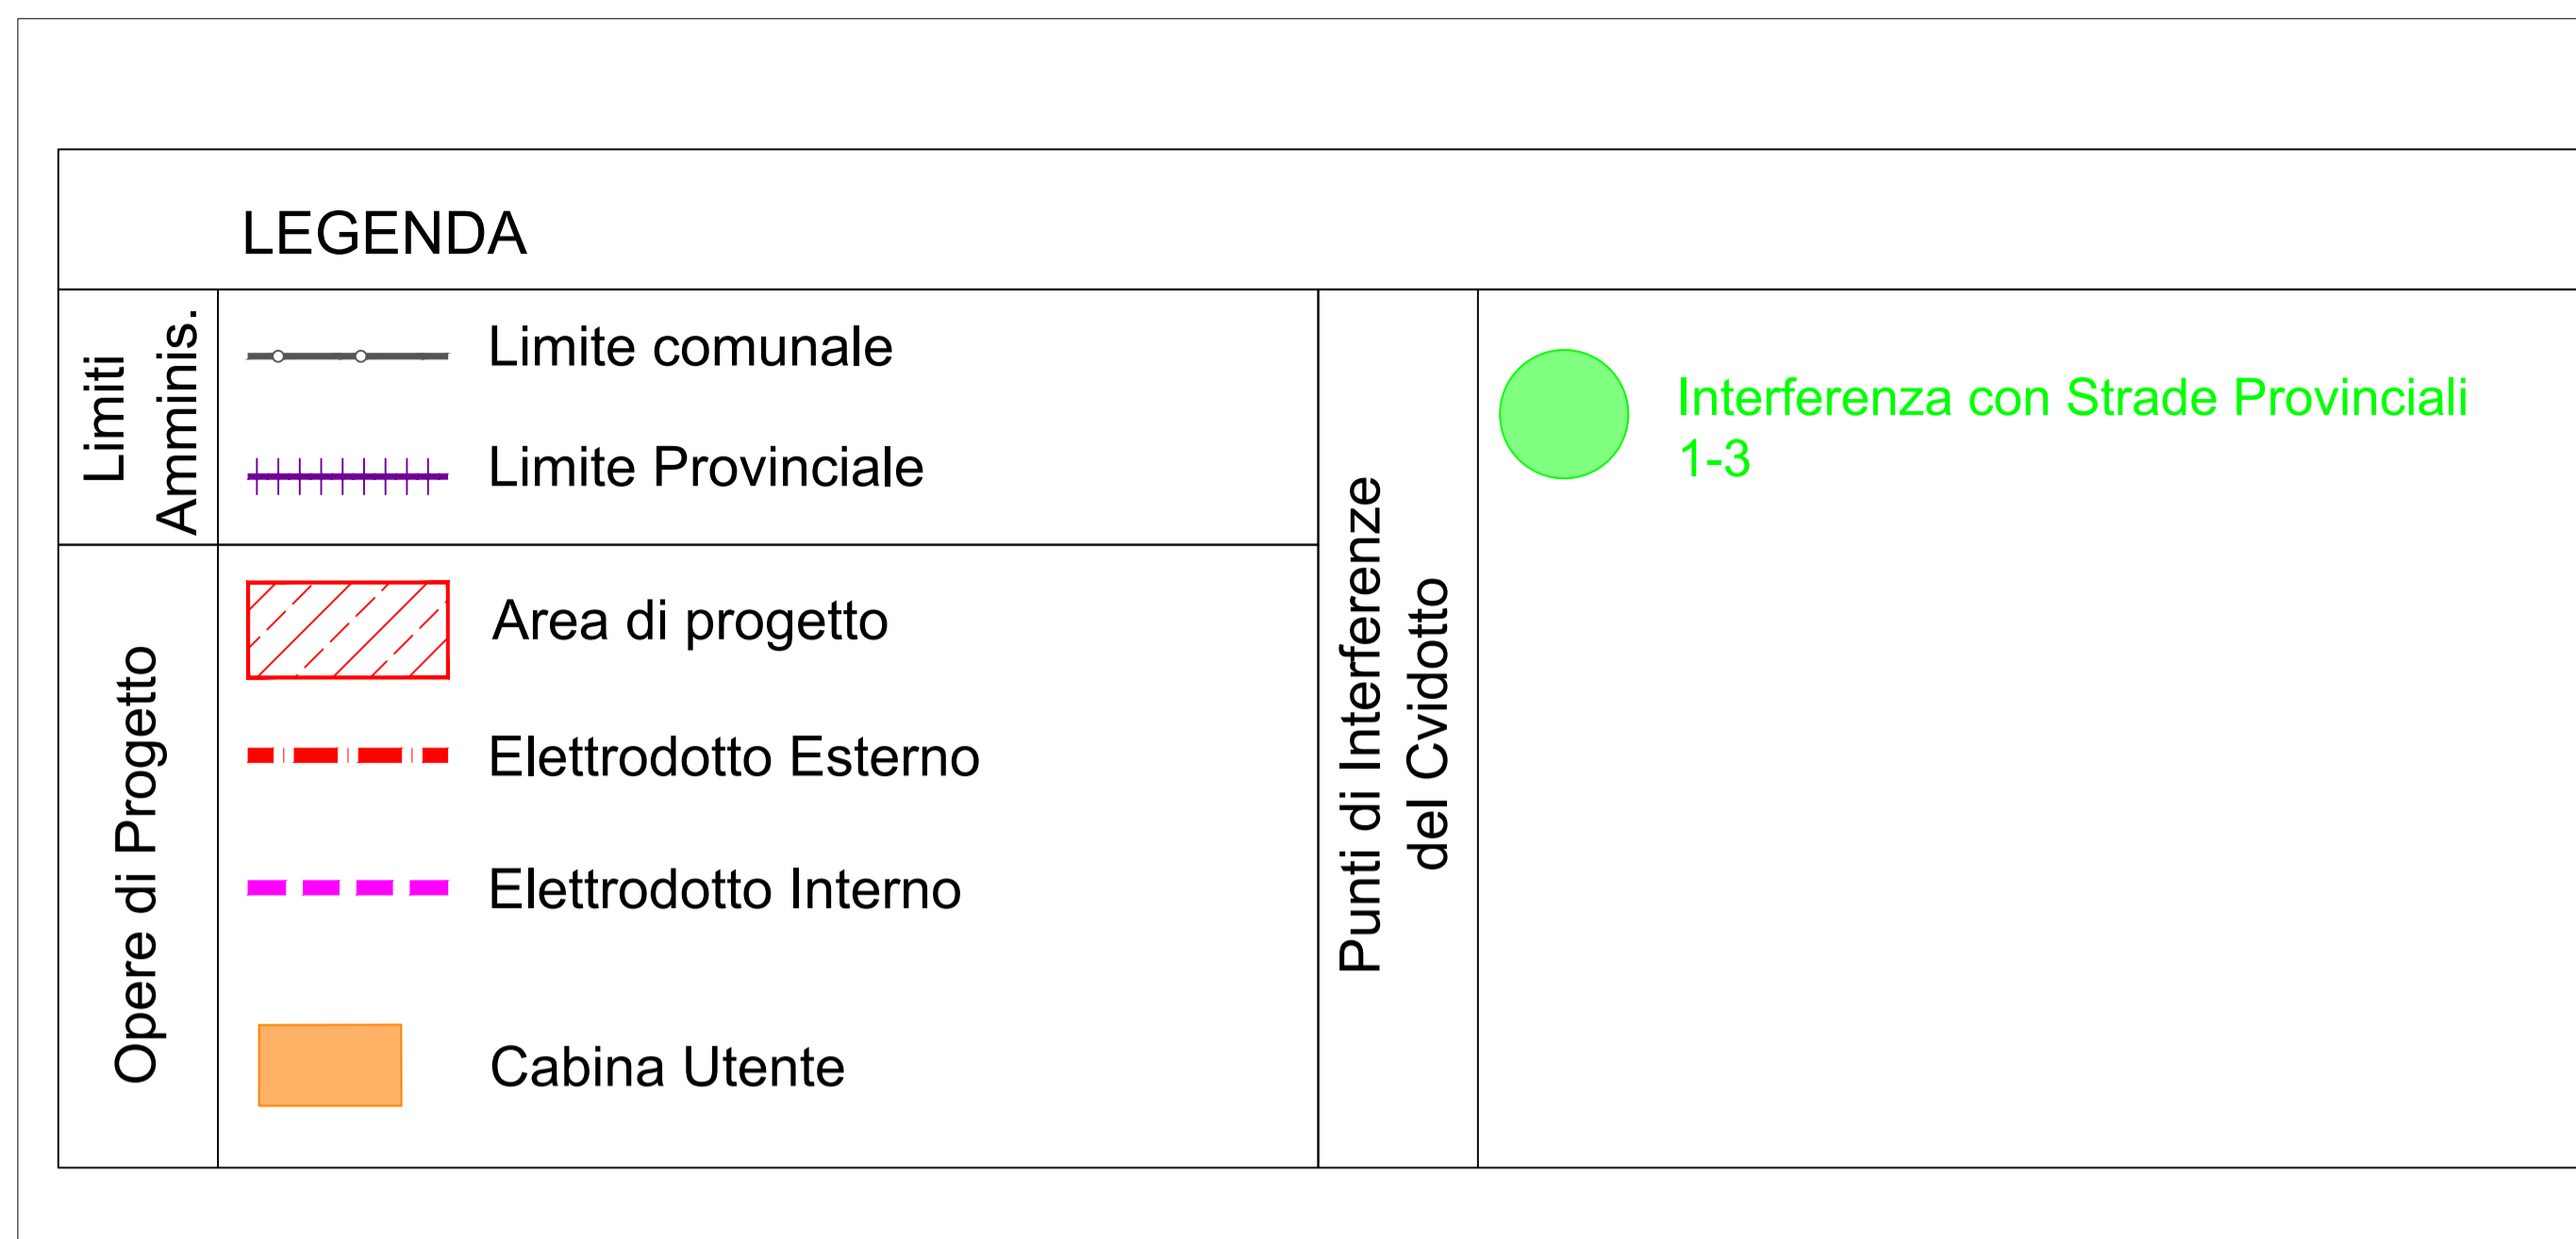 LEGENDA
Limiti
Amminis.
Limite comunale
Limite Provinciale
Opere di Progetto
Area di progetto
Elettrodotto Esterno
Elettrodotto Interno
Cabina Utente
Punti di Interferenze
del Cvidotto
Interferenza con Strade Provinciali
1-3